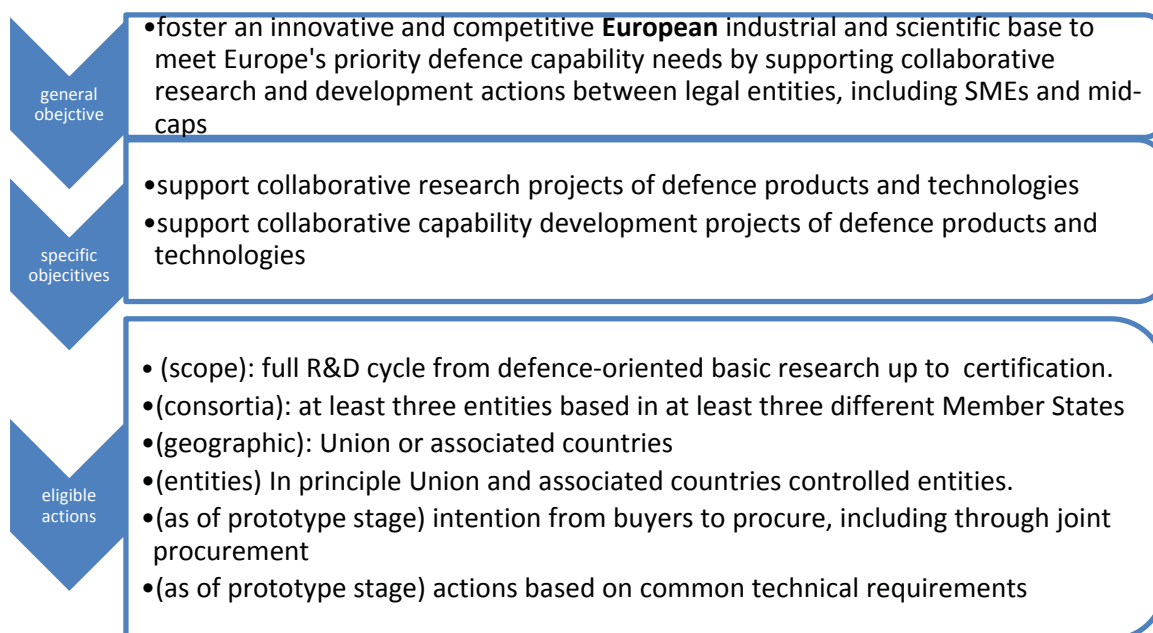 general
obejctive
•foster an innovative and competitive European industrial and scientific base to
meet Europe's priority defence capability needs by supporting collaborative
research and development actions between legal entities, including SMEs and mid-
caps
specific
objecitives
•support collaborative research projects of defence products and technologies
•support collaborative capability development projects of defence products and
technologies
eligible
actions
• (scope): full R&D cycle from defence-oriented basic research up to certification.
•(consortia): at least three entities based in at least three different Member States
•(geographic): Union or associated countries
•(entities) In principle Union and associated countries controlled entities.
•(as of prototype stage) intention from buyers to procure, including through joint
procurement
•(as of prototype stage) actions based on common technical requirements